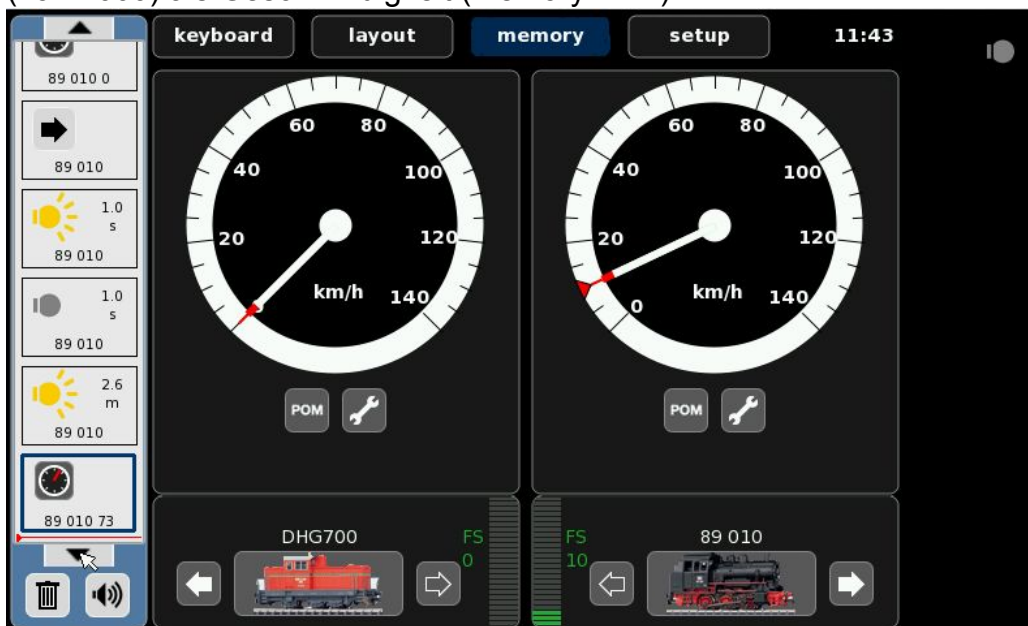 keyboard layout memory setup 11:43
89 010 0
89 010
1.0
s
89 010
1.0
s
89 010
2.6
m
89 010
89 010 73
60 80
40 100
20 120
km/h 140
POM
60 80
40 100
20 120
0 km/h 140
POM
DHG700 FS
0
FS 89 010
10